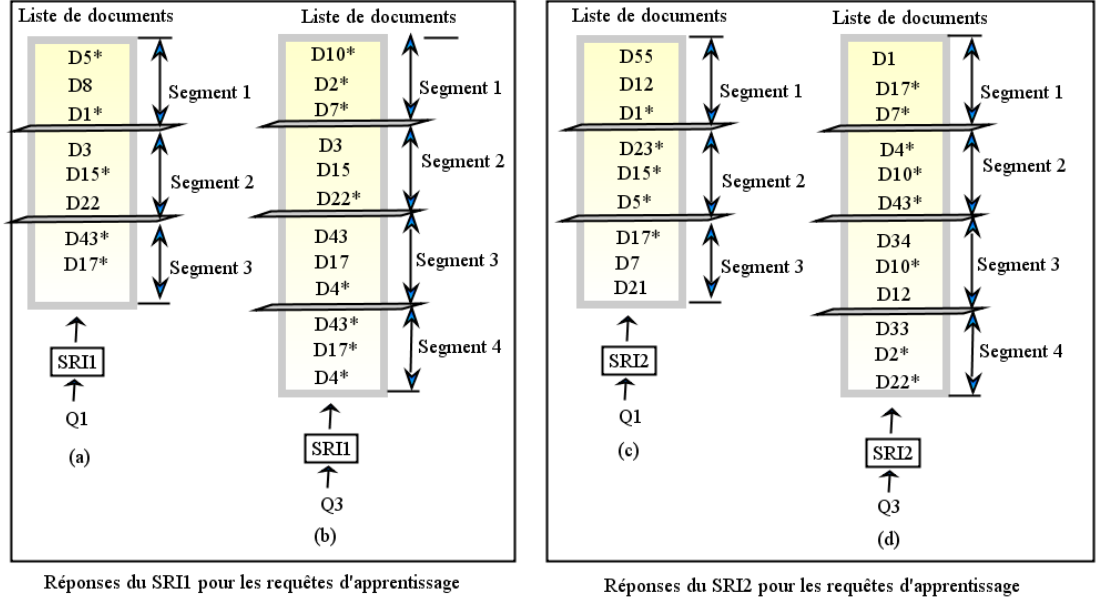 Liste de documents
D5*
D8
D1*
D3
D15*
D22
D43*
D17*
Segment 1
Segment 2
Segment 3
SRI1
Q1
(a)
Liste de documents
D10*
D2*
D7*
D3
D15
D22*
D43
D17
D4*
D43*
D17*
D4*
Segment 1
Segment 2
Segment 3
Segment 4
SRI1
Q3
(b)
Réponses du SRI1 pour les requêtes d'apprentissage
Liste de documents
D55
D12
D1*
D23*
D15*
D5*
D17*
D7
D21
Segment 1
Segment 2
Segment 3
SRI2
Q1
(c)
Liste de documents
D1
D17*
D7*
D4*
D10*
D43*
D34
D10*
D12
D33
D2*
D22*
Segment 1
Segment 2
Segment 3
Segment 4
SRI2
Q3
(d)
Réponses du SRI2 pour les requêtes d'apprentissage